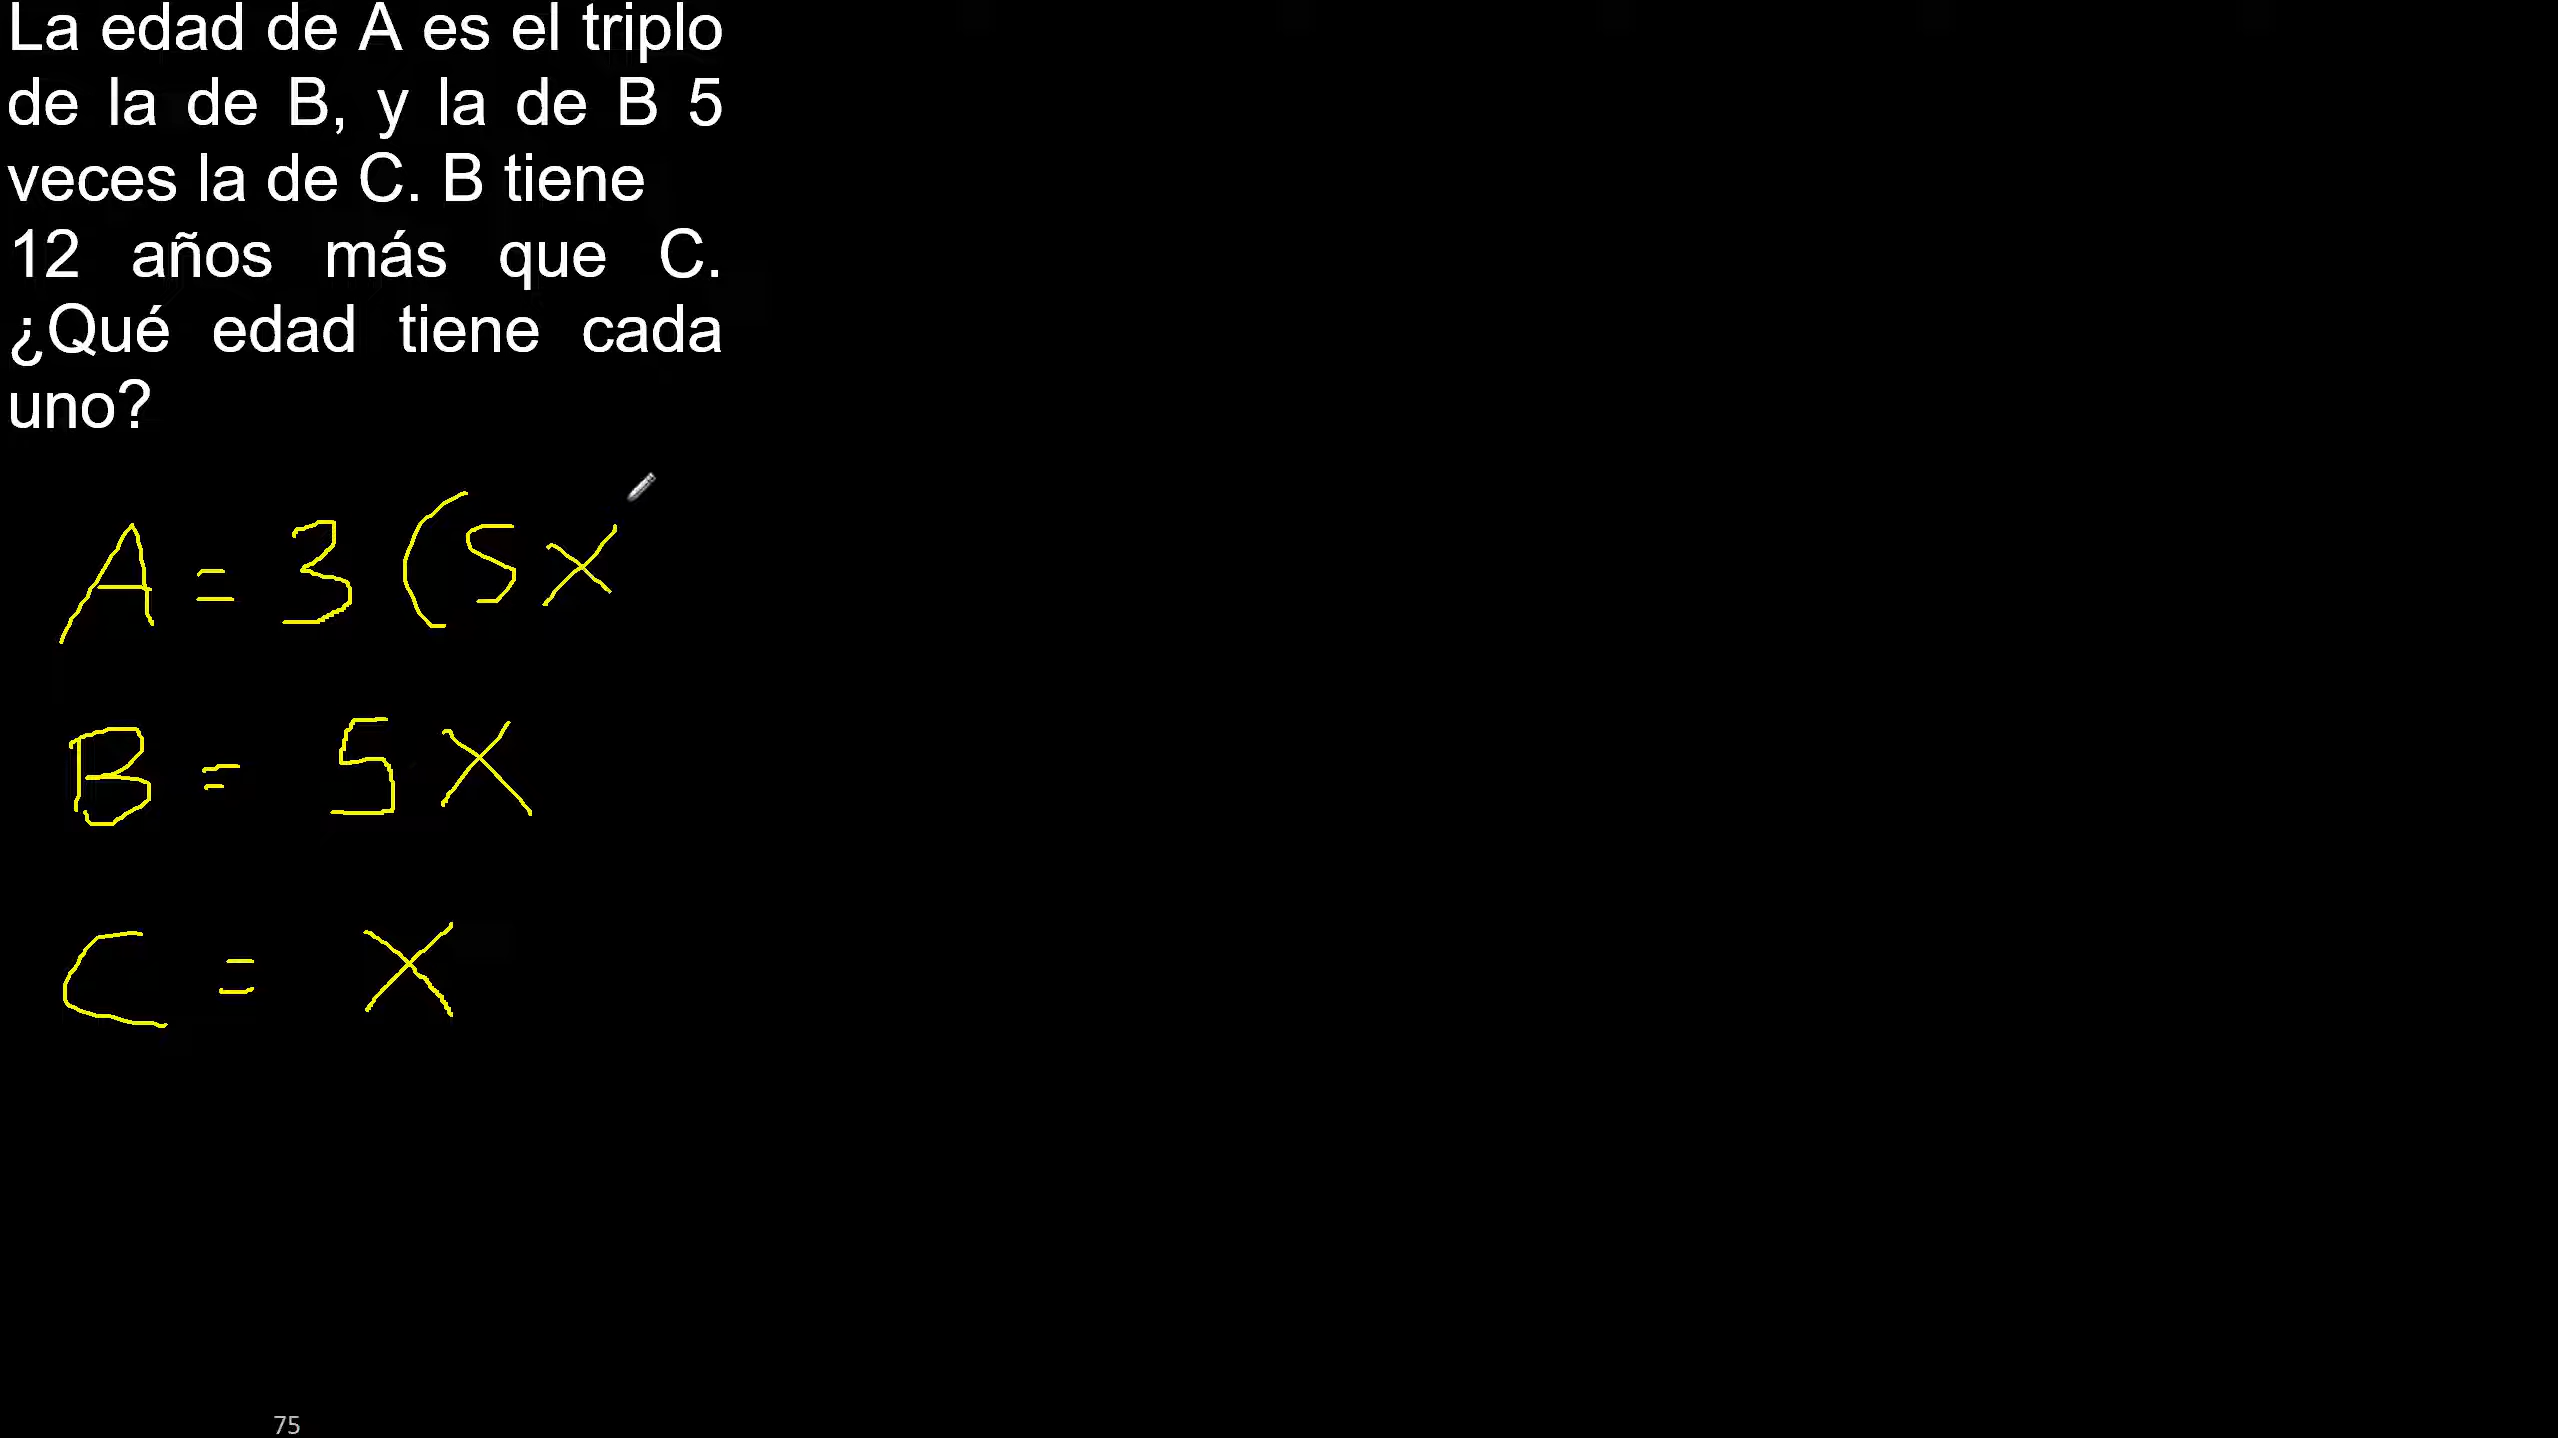 La edad de A es el triplo
de la de B, y la de B 5
veces la de C. B tiene
12 años más que C.
¿Qué edad tiene cada
uno?
A = 3 (5x
B = 5x
C = x
75